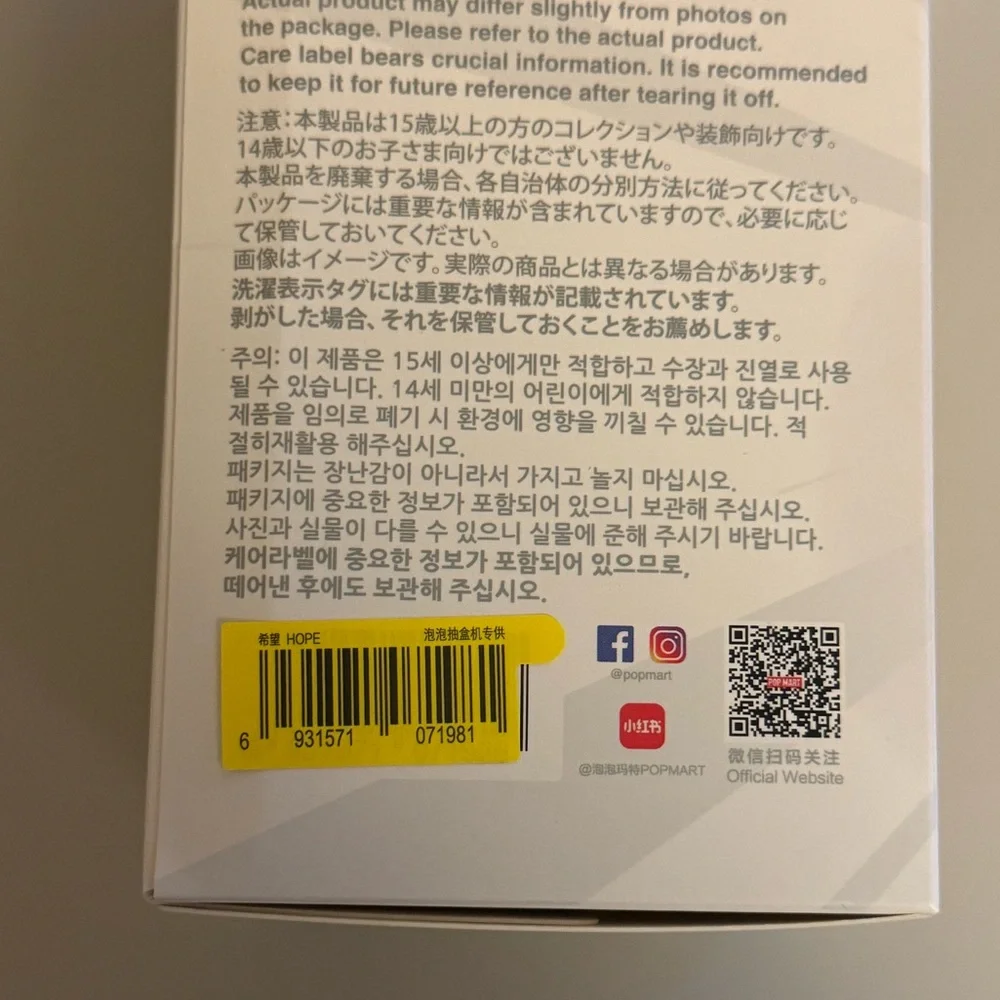 Actual product may differ slightly from photos on
the package. Please refer to the actual product.
Care label bears crucial information. It is recommended
to keep it for future reference after tearing it off.
注意：本製品は15歳以上の方のコレクションや装飾向けです。
14歳以下のお子さま向けではございません。
本製品を廃棄する場合、各自治体の分別方法に従ってください。
パッケージには重要な情報が含まれていますので、必要に応じ
て保管しておいてください。
画像はイメージです。実際の商品とは異なる場合があります。
洗濯表示タグには重要な情報が記載されています。
剥がした場合、それを保管しておくことをお薦めします。
주의: 이 제품은 15세 이상에게만 적합하고 수장과 진열로 사용
될 수 있습니다. 14세 미만의 어린이에게 적합하지 않습니다.
제품을 임의로 폐기 시 환경에 영향을 끼칠 수 있습니다. 적
절히재활용 해주십시오.
패키지는 장난감이 아니라서 가지고 놀지 마십시오.
패키지에 중요한 정보가 포함되어 있으니 보관해 주십시오.
사진과 실물이 다를 수 있으니 실물에 준해 주시기 바랍니다.
케어라벨에 중요한 정보가 포함되어 있으므로,
떼어낸 후에도 보관해 주십시오.
希望 HOPE 泡泡抽盒机专供
6 931571 071981
@popmart
小红书
@泡泡玛特POPMART
POP MART
微信扫码关注
Official Website